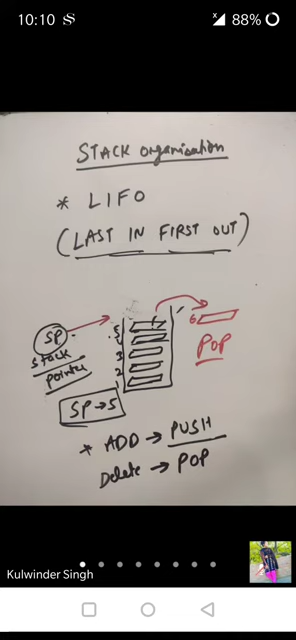 10:10
88%
STACK organisation
* LIFO
(LAST IN FIRST OUT)
SP
stack
pointer
5
4
3
2
1
6
POP
SP → 5
* ADD → PUSH
Delete → POP
Kulwinder Singh